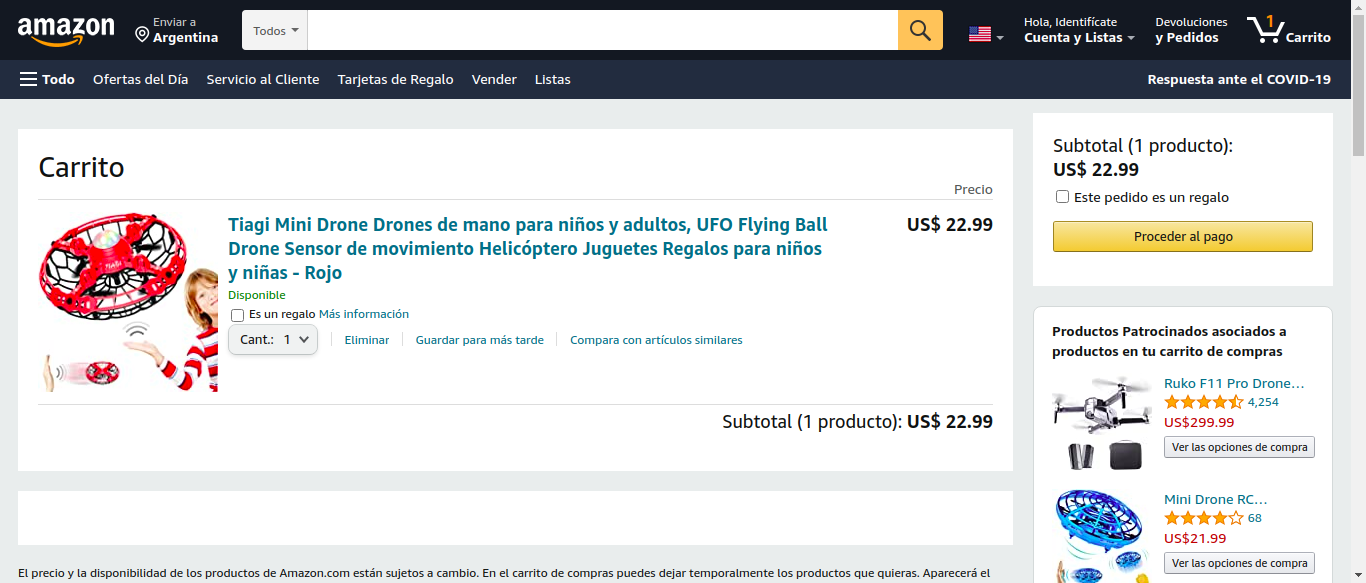 amazon
Enviar a
Argentina
Todos
Hola, Identifícate
Cuenta y Listas
Devoluciones
y Pedidos
1
Carrito
Todo
Ofertas del Día
Servicio al Cliente
Tarjetas de Regalo
Vender
Listas
Respuesta ante el COVID-19
Carrito
Precio
Tiagi Mini Drone Drones de mano para niños y adultos, UFO Flying Ball
Drone Sensor de movimiento Helicóptero Juguetes Regalos para niños
y niñas - Rojo
US$ 22.99
Disponible
Es un regalo Más información
Cant.: 1
Eliminar
Guardar para más tarde
Compara con artículos similares
Subtotal (1 producto): US$ 22.99
El precio y la disponibilidad de los productos de Amazon.com están sujetos a cambio. En el carrito de compras puedes dejar temporalmente los productos que quieras. Aparecerá el
Subtotal (1 producto):
US$ 22.99
Este pedido es un regalo
Proceder al pago
Productos Patrocinados asociados a
productos en tu carrito de compras
Ruko F11 Pro Drone…
4,254
US$299.99
Ver las opciones de compra
Mini Drone RC…
68
US$21.99
Ver las opciones de compra